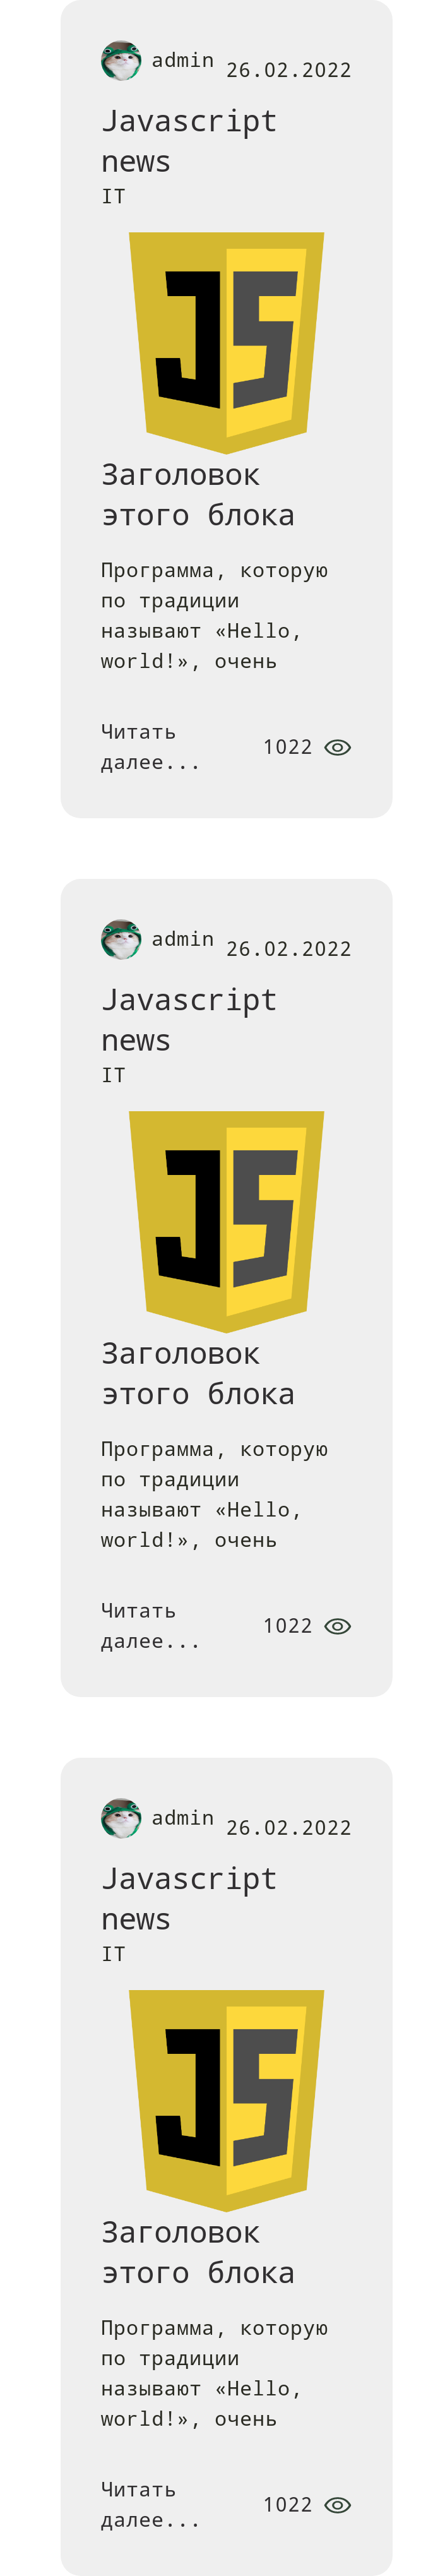 admin 26.02.2022
Javascript
news
IT
JS
Заголовок
этого блока
Программа, которую
по традиции
называют «Hello,
world!», очень
Читать
далее...
1022
admin 26.02.2022
Javascript
news
IT
JS
Заголовок
этого блока
Программа, которую
по традиции
называют «Hello,
world!», очень
Читать
далее...
1022
admin 26.02.2022
Javascript
news
IT
JS
Заголовок
этого блока
Программа, которую
по традиции
называют «Hello,
world!», очень
Читать
далее...
1022